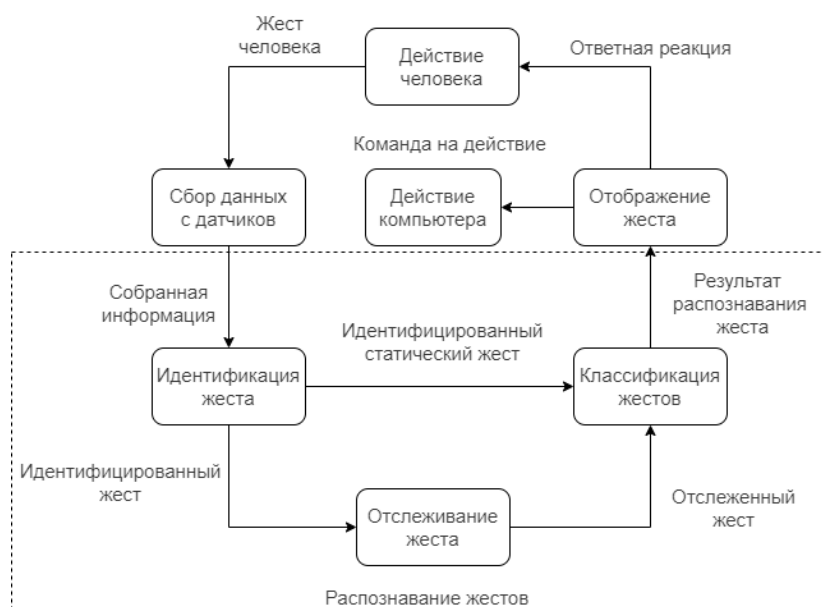 Жест
человека
Действие
человека
Ответная реакция
Команда на действие
Сбор данных
с датчиков
Действие
компьютера
Отображение
жеста
Собранная
информация
Результат
распознавания
жеста
Идентифицированный
статический жест
Идентификация
жеста
Классификация
жестов
Идентифицированный
жест
Отслеживание
жеста
Отслеженный
жест
Распознавание жестов